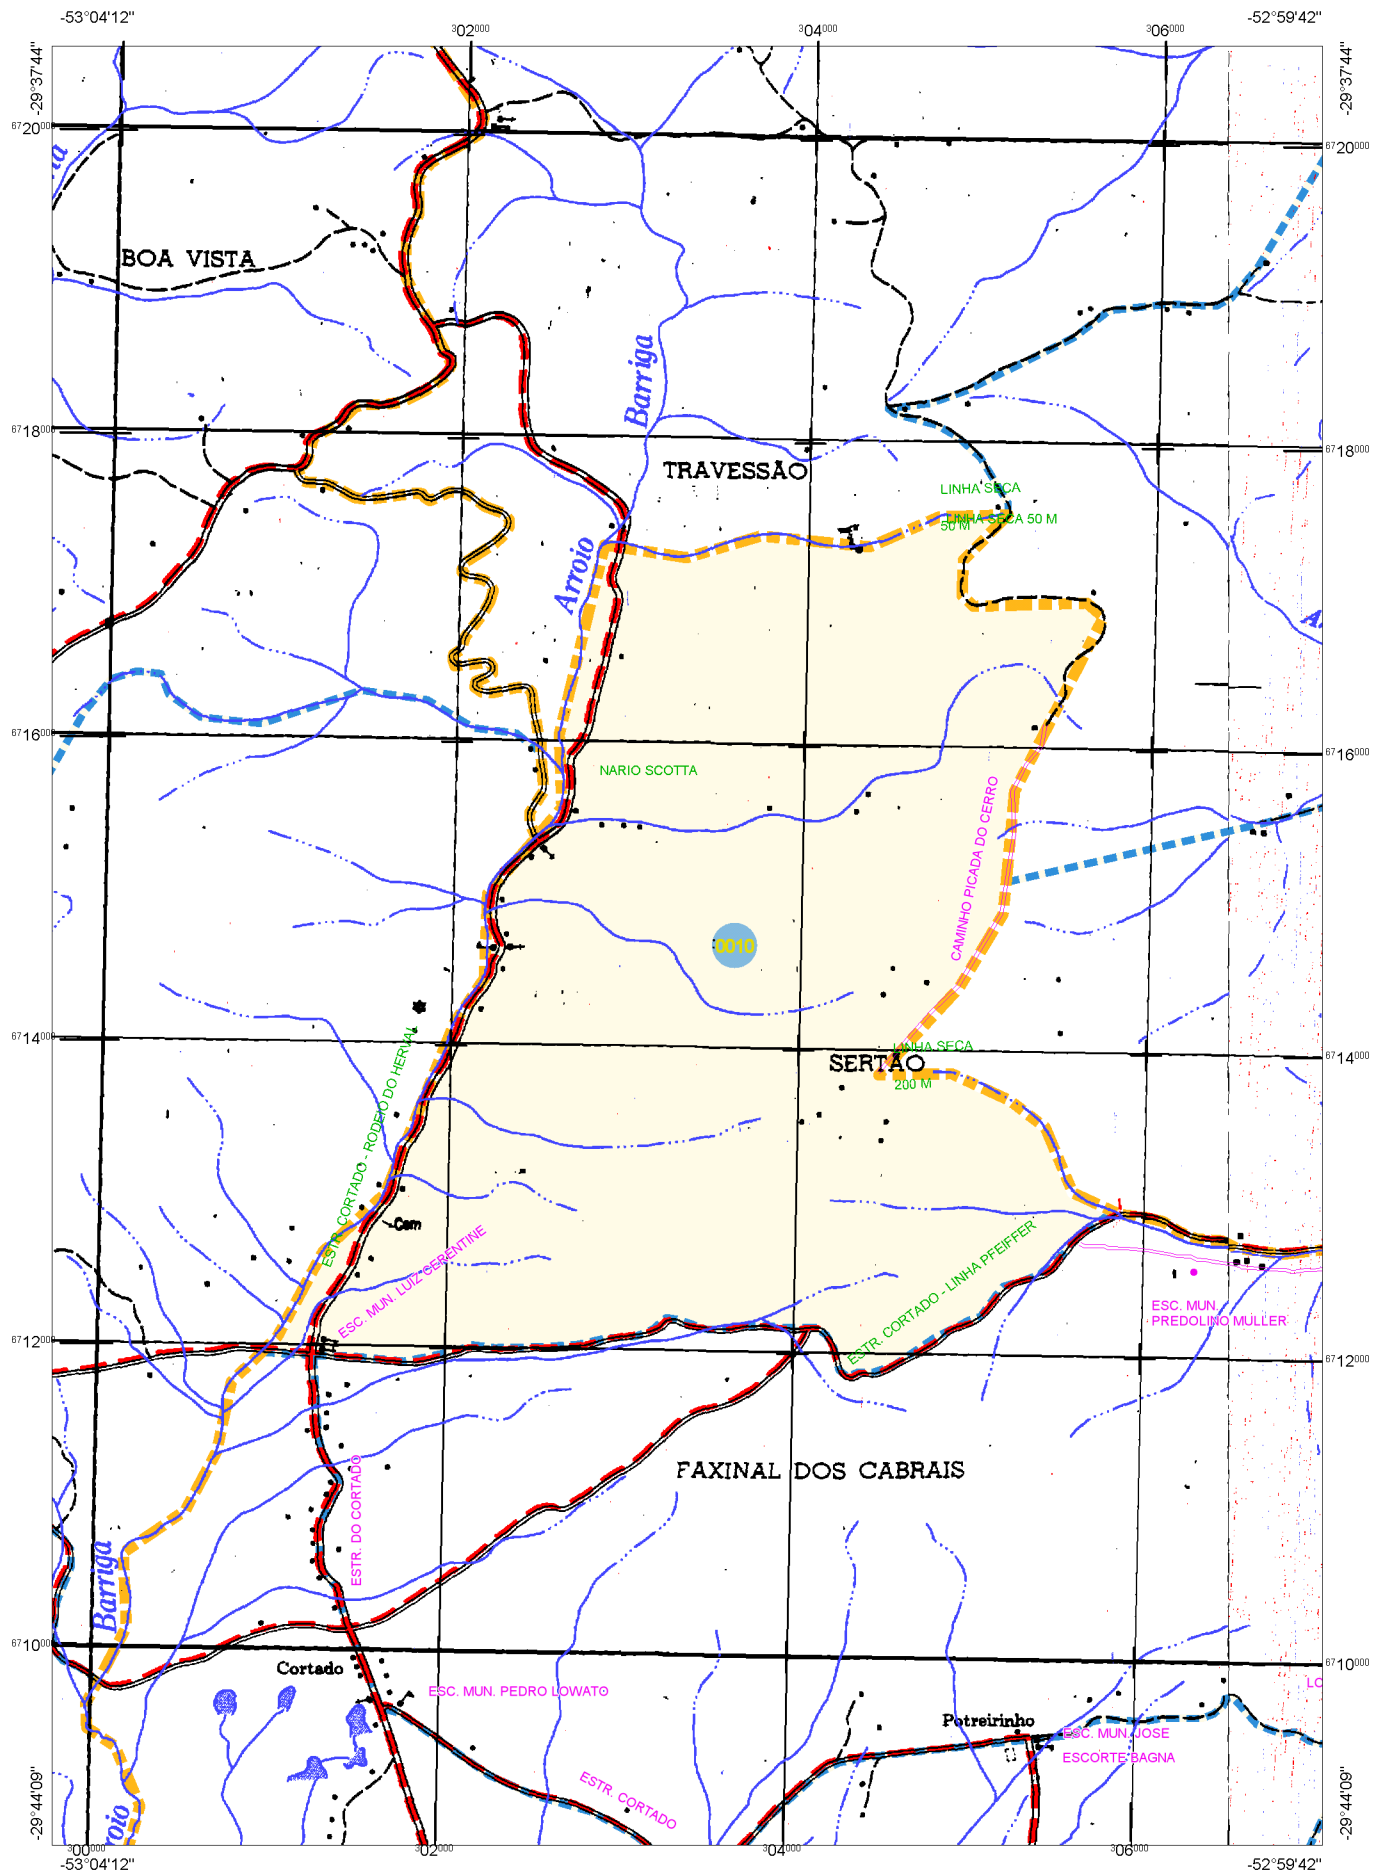 -53°04'12"
302000
304000
306000
-52°59'42"
-29°37'44"
-29°37'44"
6720000
6720000
BOA VISTA
Barriga
6718000
6718000
TRAVESSÃO
LINHA SECA
50 M
LINHA SECA 50 M
Arroio
6716000
6716000
NARIO SCOTTA
CAMINHO PICADA DO CERRO
0010
6714000
6714000
LINHA SECA
SERTÃO
200 M
ESTR. CORTADO - RODEIO DO HERVAL
Cem
ESC. MUN. LUIZ CERENTINE
ESTR. CORTADO - LINHA PFEIFFER
ESC. MUN.
PREDOLINO MULLER
6712000
6712000
FAXINAL DOS CABRAIS
ESTR. DO CORTADO
Barriga
6710000
6710000
Cortado
ESC. MUN. PEDRO LOWATO
LO
Potreirinho
ESC. MUN. JOSE
ESCORTE BAGNA
ESTR. CORTADO
roio
-29°44'09"
-29°44'09"
300000
302000
304000
306000
-53°04'12"
-52°59'42"